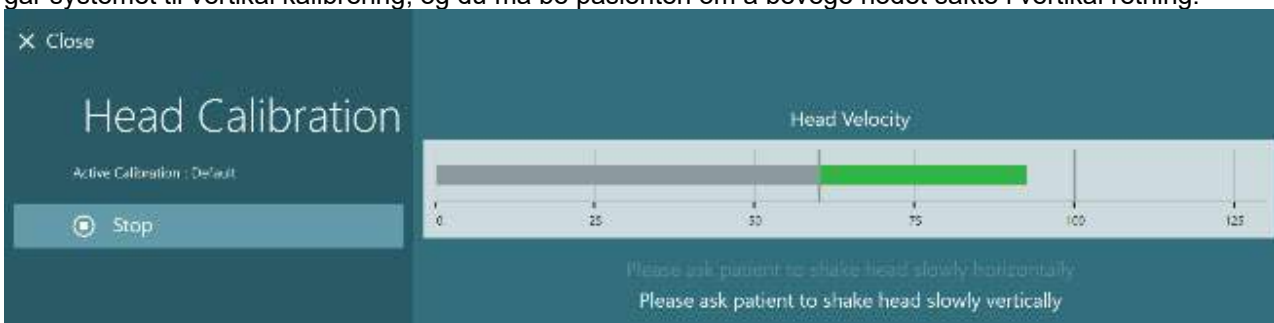 går systemet til vertikal kalibrering, og du må be pasienten om å bevege hodet sakte i vertikal retning.
Close
Head Calibration
Head Velocity
Active Calibration : Default
Stop
0 25 50 75 100 125
Please ask patient to shake head slowly horizontally
Please ask patient to shake head slowly vertically